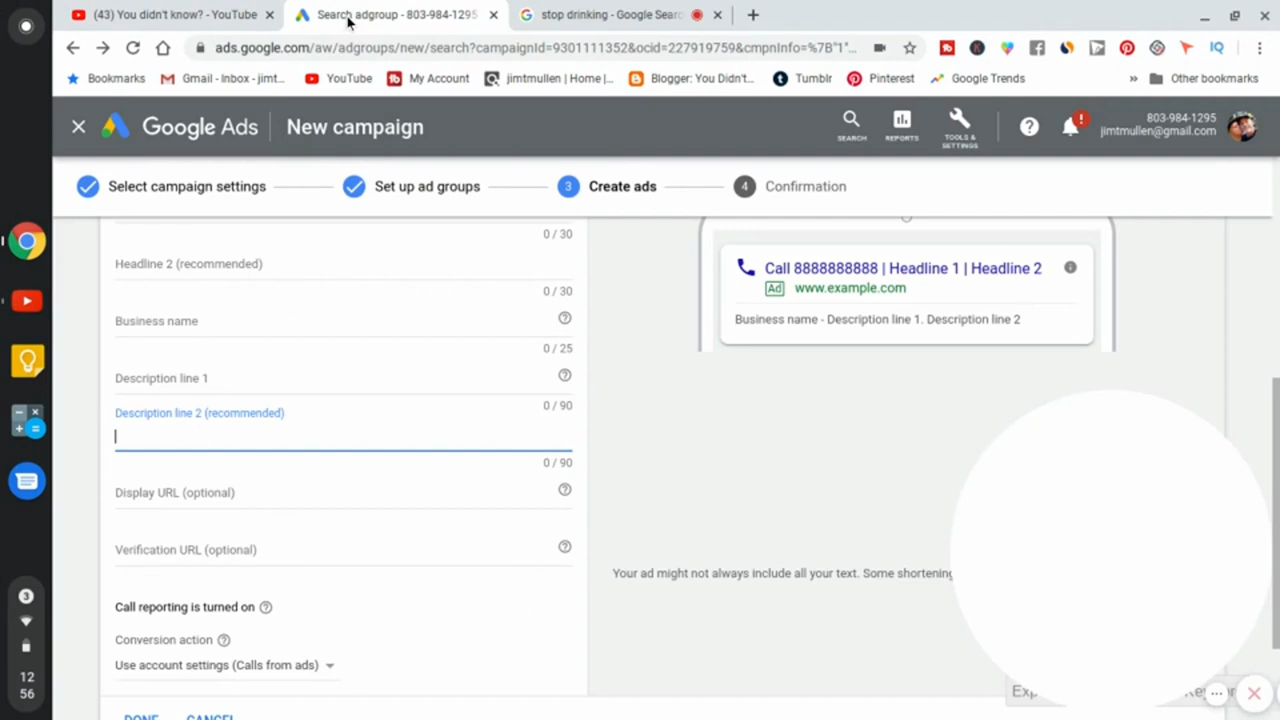 (43) You didn't know? - YouTube
Search adgroup - 803-984-1295
stop drinking - Google Sear
ads.google.com/aw/adgroups/new/search?campaignId=9301111352&ocid=227919759&cmpnInfo=%7B"1"...
IQ
Bookmarks
Gmail - Inbox - jimt...
YouTube
My Account
jimtmullen | Home |...
Blogger: You Didn't...
Tumblr
Pinterest
Google Trends
»
Other bookmarks
Google Ads
New campaign
SEARCH
REPORTS
TOOLS & SETTINGS
803-984-1295
jimtmullen@gmail.com
Select campaign settings
Set up ad groups
3 Create ads
4 Confirmation
0 / 30
Headline 2 (recommended)
0 / 30
Business name
0 / 25
Description line 1
0 / 90
Description line 2 (recommended)
0 / 90
Display URL (optional)
Verification URL (optional)
Call reporting is turned on
Conversion action
Use account settings (Calls from ads)
DONE CANCEL
Call 8888888888 | Headline 1 | Headline 2
Ad www.example.com
Business name - Description line 1. Description line 2
Your ad might not always include all your text. Some shortening
3
12
56